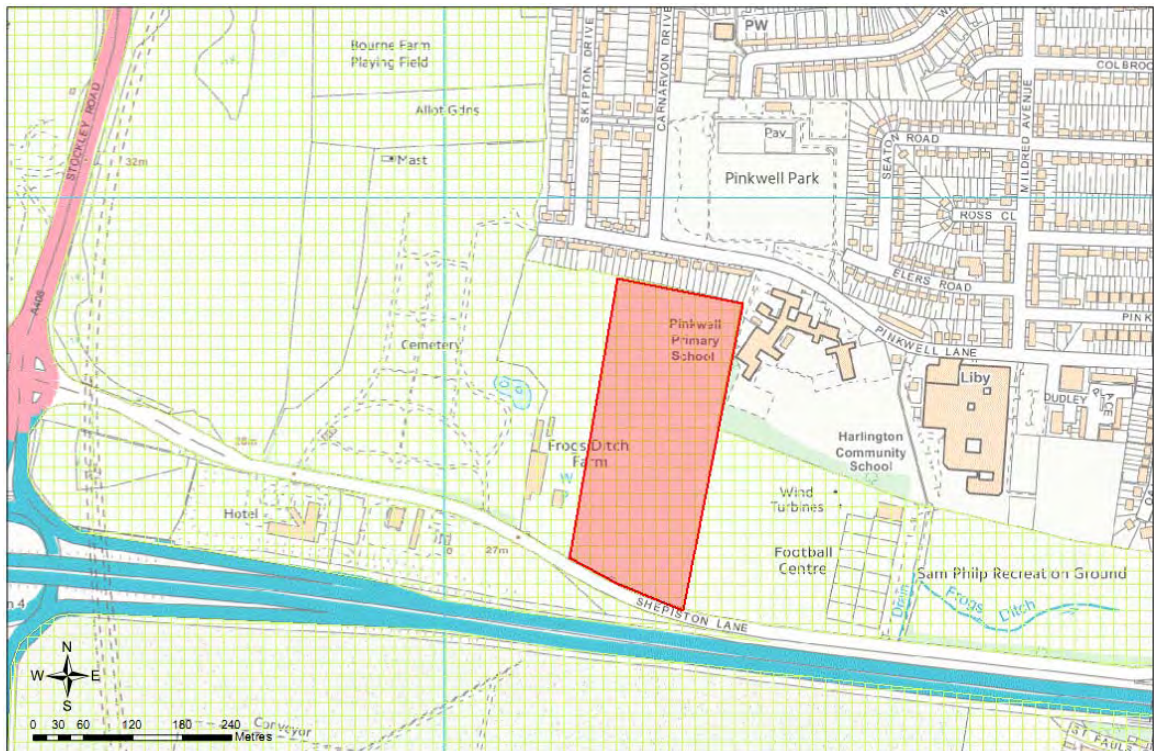 PW
COLBROO
Bourne Farm
Playing Field
SKIPTON DRIVE
CARNARVON DRIVE
STOCKLEY ROAD
Allot Gdns
MILDRED AVENUE
Pav
SEATON ROAD
32m
Mast
Pinkwell Park
ROSS CL
ELERS ROAD
A408
PINK
Pinkwell
Primary
School
PINKWELL LANE
Cemetery
Liby
DUDLEY PLACE
28m
Frogs Ditch
Farm
Harlington
Community
School
W
Wind
Turbines
Hotel
27m
Football
Centre
Sam Philp Recreation Ground
n 4
SHEPISTON LANE
Drain
Frogs Ditch
N
W E
S
0 30 60 120 180 240
Metres
Conveyor
ST PAULS